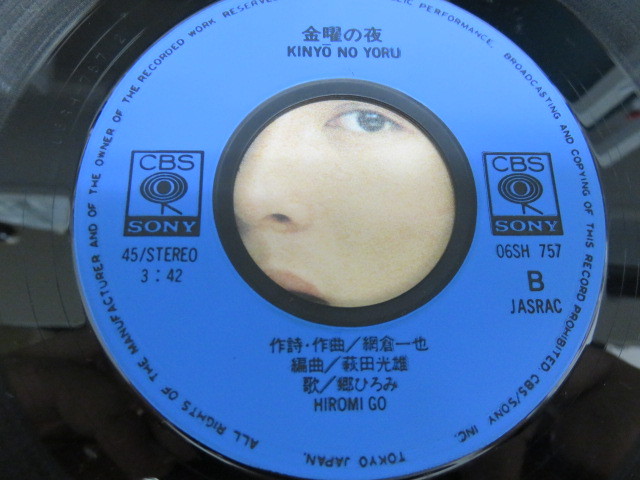 金曜の夜
KINYŌ NO YORU
CBS
SONY
45/STEREO
3:42
CBS
SONY
06SH 757
B
JASRAC
作詩・作曲/網倉一也
編曲/萩田光雄
歌/郷ひろみ
HIROMI GO
ALL RIGHTS OF THE MANUFACTURER AND OF THE OWNER OF THE RECORDED WORK RESERVED. PUBLIC PERFORMANCE, BROADCASTING AND COPYING OF THIS RECORD PROHIBITED CBS/SONY INC.
TOKYO JAPAN.